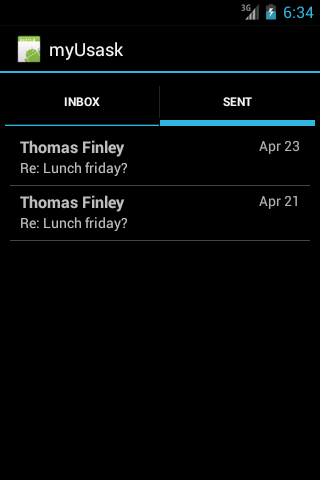 3G 6:34
myUsask
INBOX SENT
Thomas Finley Apr 23
Re: Lunch friday?
Thomas Finley Apr 21
Re: Lunch friday?